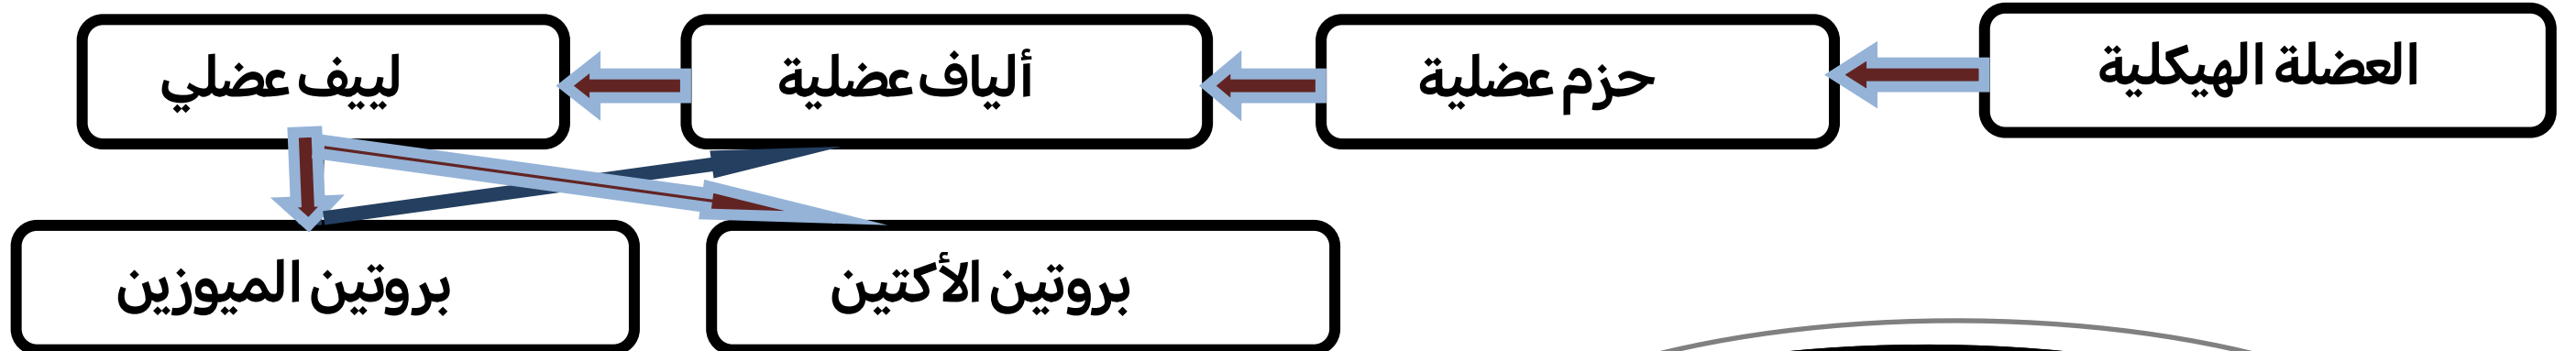 العضلة الهيكلية
حزم عضلية
ألياف عضلية
لييف عضلي
بروتين الأكتين
بروتين الميوزين